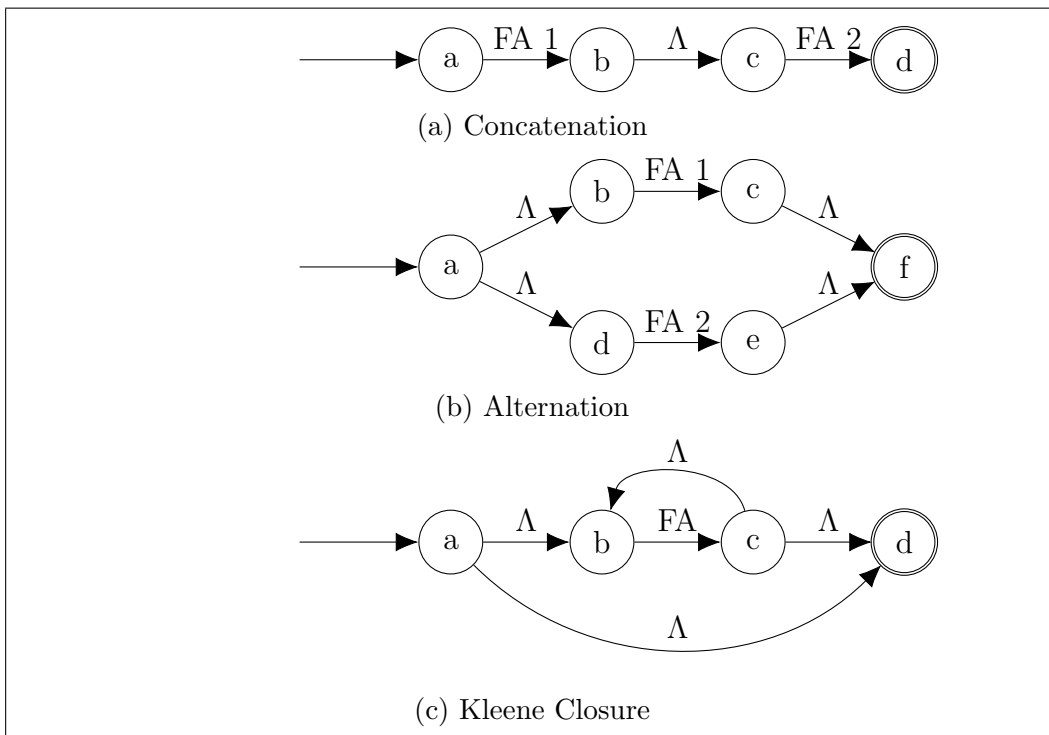 a FA 1 b Λ c FA 2 d
(a) Concatenation
b FA 1 c
Λ Λ
a f
Λ Λ
d FA 2 e
(b) Alternation
Λ
a Λ b FA c Λ d
Λ
(c) Kleene Closure